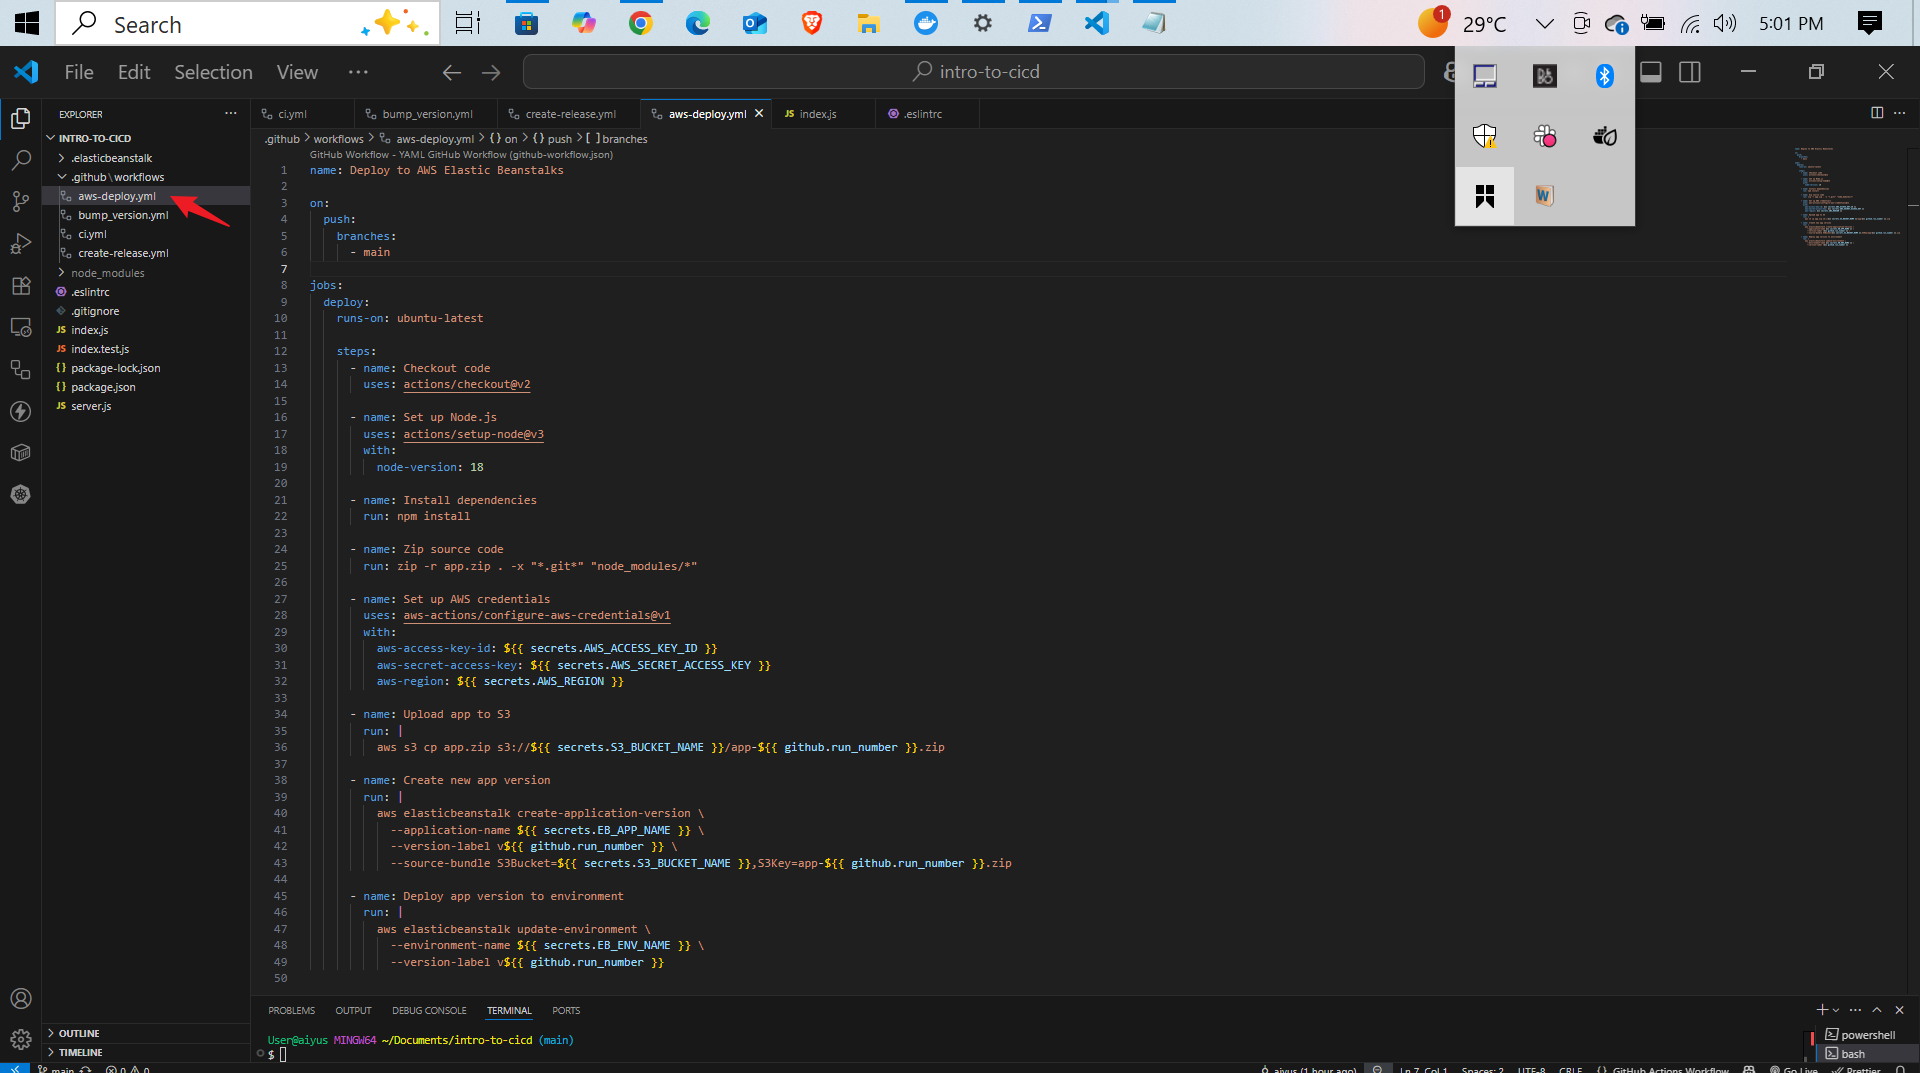 Search
1
29°C
5:01 PM
File Edit Selection View ···
intro-to-cicd
EXPLORER
INTRO-TO-CICD
.elasticbeanstalk
.github\workflows
aws-deploy.yml
bump_version.yml
ci.yml
create-release.yml
node_modules
.eslintrc
.gitignore
JS index.js
JS index.test.js
{} package-lock.json
{} package.json
JS server.js
OUTLINE
TIMELINE
ci.yml bump_version.yml create-release.yml aws-deploy.yml JS index.js .eslintrc
.github > workflows > aws-deploy.yml > {} on > {} push > [ ] branches
GitHub Workflow - YAML GitHub Workflow (github-workflow.json)
1 name: Deploy to AWS Elastic Beanstalks
2
3 on:
4 push:
5 branches:
6 - main
7
8 jobs:
9 deploy:
10 runs-on: ubuntu-latest
11
12 steps:
13 - name: Checkout code
14 uses: actions/checkout@v2
15
16 - name: Set up Node.js
17 uses: actions/setup-node@v3
18 with:
19 node-version: 18
20
21 - name: Install dependencies
22 run: npm install
23
24 - name: Zip source code
25 run: zip -r app.zip . -x "*.git*" "node_modules/*"
26
27 - name: Set up AWS credentials
28 uses: aws-actions/configure-aws-credentials@v1
29 with:
30 aws-access-key-id: ${{ secrets.AWS_ACCESS_KEY_ID }}
31 aws-secret-access-key: ${{ secrets.AWS_SECRET_ACCESS_KEY }}
32 aws-region: ${{ secrets.AWS_REGION }}
33
34 - name: Upload app to S3
35 run: |
36 aws s3 cp app.zip s3://${{ secrets.S3_BUCKET_NAME }}/app-${{ github.run_number }}.zip
37
38 - name: Create new app version
39 run: |
40 aws elasticbeanstalk create-application-version \
41 --application-name ${{ secrets.EB_APP_NAME }} \
42 --version-label v${{ github.run_number }} \
43 --source-bundle S3Bucket=${{ secrets.S3_BUCKET_NAME }},S3Key=app-${{ github.run_number }}.zip
44
45 - name: Deploy app version to environment
46 run: |
47 aws elasticbeanstalk update-environment \
48 --environment-name ${{ secrets.EB_ENV_NAME }} \
49 --version-label v${{ github.run_number }}
50
PROBLEMS OUTPUT DEBUG CONSOLE TERMINAL PORTS
User@aiyus MINGW64 ~/Documents/intro-to-cicd (main)
$
powershell
bash
main 0 0 aiyus (1 hour ago) Ln 7, Col 1 Spaces: 2 UTF-8 CRLF {} GitHub Actions Workflow Go Live Prettier